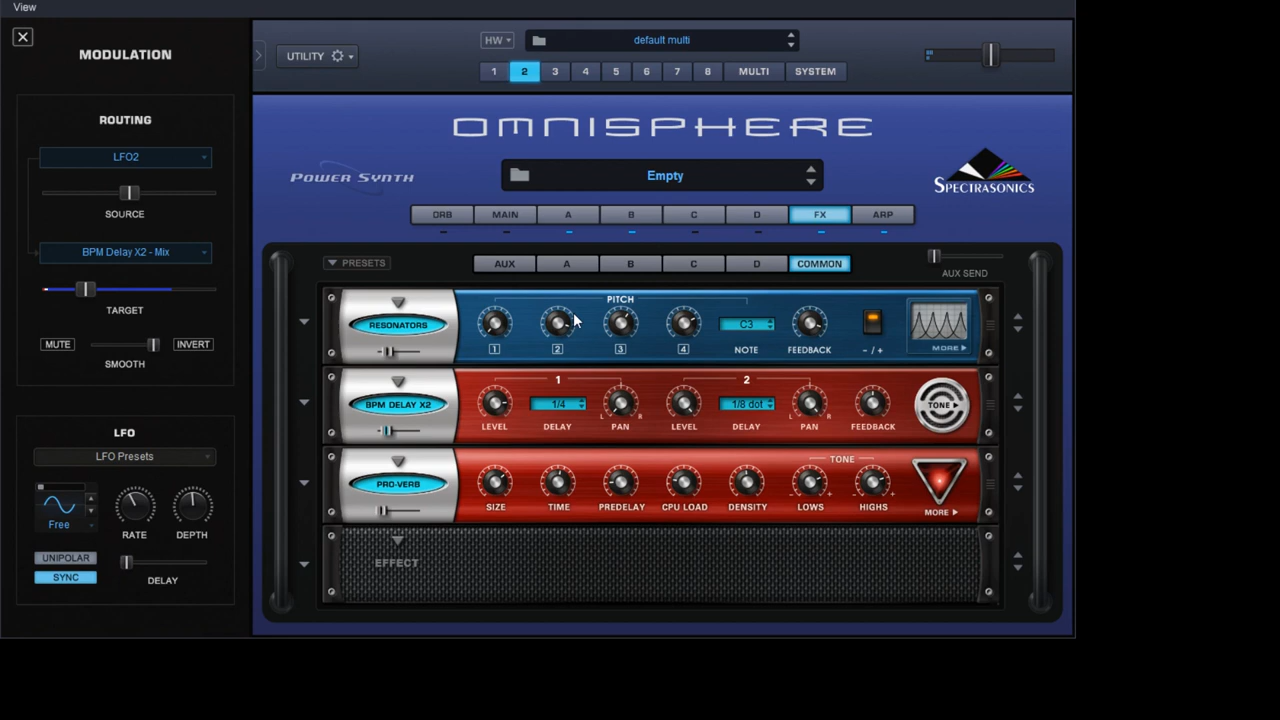 View
MODULATION
ROUTING
LFO2
SOURCE
BPM Delay X2 - Mix
TARGET
MUTE
INVERT
SMOOTH
LFO
LFO Presets
Free
RATE
DEPTH
UNIPOLAR
SYNC
DELAY
UTILITY
HW
default multi
1 2 3 4 5 6 7 8 MULTI SYSTEM
OMNISPHERE
POWER SYNTH
Empty
SPECTRASONICS
ORB MAIN A B C D FX ARP
PRESETS
AUX A B C D COMMON
AUX SEND
PITCH
RESONATORS
C3
1 2 3 4 NOTE FEEDBACK - / +
MORE
1 2
BPM DELAY X2
1/4
L R
1/8 dot
L R
TONE
LEVEL DELAY PAN LEVEL DELAY PAN FEEDBACK
TONE
PRO-VERB
SIZE TIME PREDELAY CPU LOAD DENSITY LOWS HIGHS
MORE
EFFECT